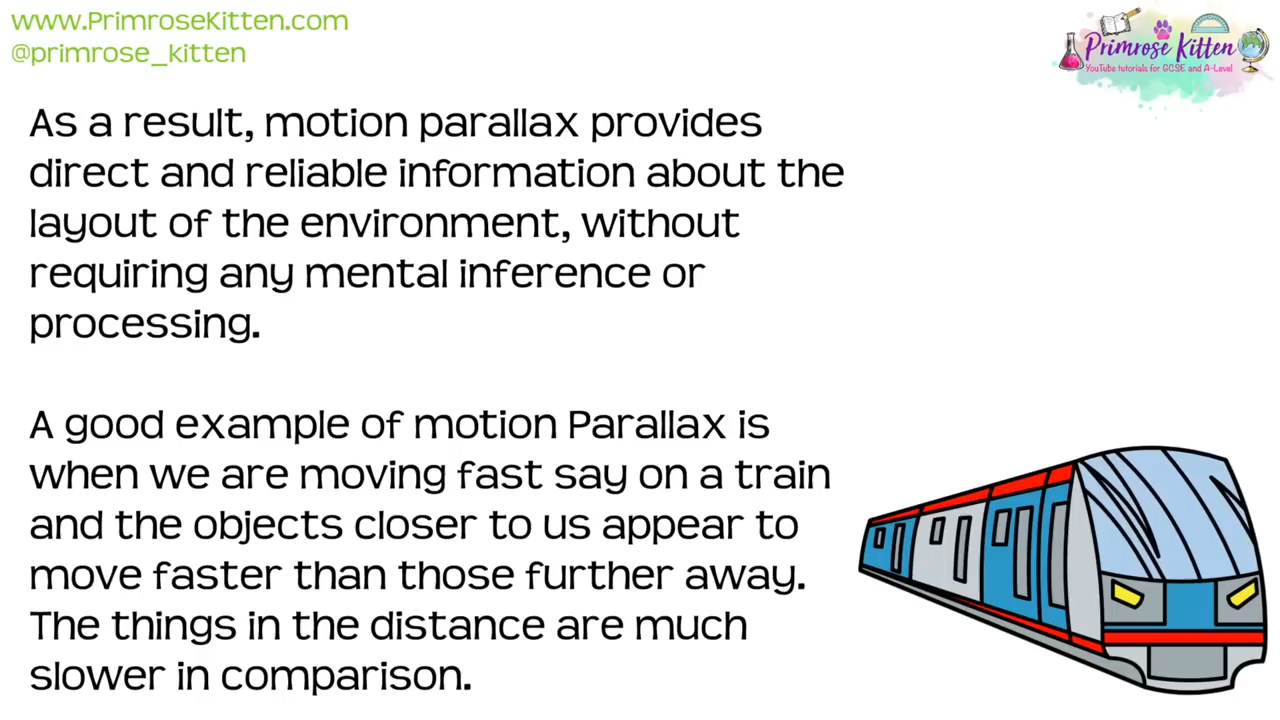 www.PrimroseKitten.com
@primrose_kitten
Primrose Kitten
YouTube tutorials for GCSE and A-Level
As a result, motion parallax provides
direct and reliable information about the
layout of the environment, without
requiring any mental inference or
processing.
A good example of motion Parallax is
when we are moving fast say on a train
and the objects closer to us appear to
move faster than those further away.
The things in the distance are much
slower in comparison.